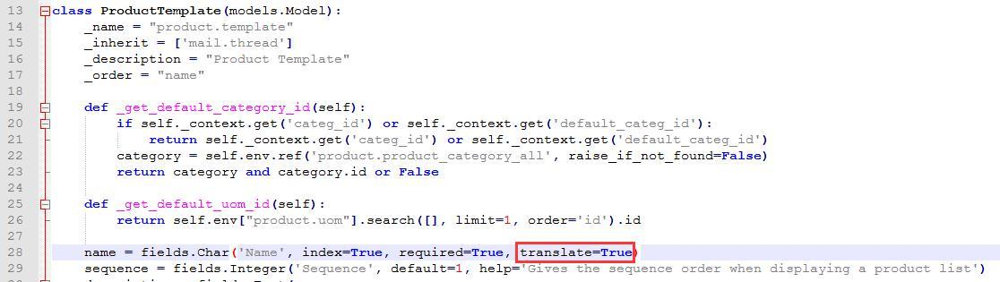 13 class ProductTemplate(models.Model):
14     _name = "product.template"
15     _inherit = ['mail.thread']
16     _description = "Product Template"
17     _order = "name"
18
19     def _get_default_category_id(self):
20         if self._context.get('categ_id') or self._context.get('default_categ_id'):
21             return self._context.get('categ_id') or self._context.get('default_categ_id')
22         category = self.env.ref('product.product_category_all', raise_if_not_found=False)
23         return category and category.id or False
24
25     def _get_default_uom_id(self):
26         return self.env["product.uom"].search([], limit=1, order='id').id
27
28     name = fields.Char('Name', index=True, required=True, translate=True)
29     sequence = fields.Integer('Sequence', default=1, help='Gives the sequence order when displaying a product list')